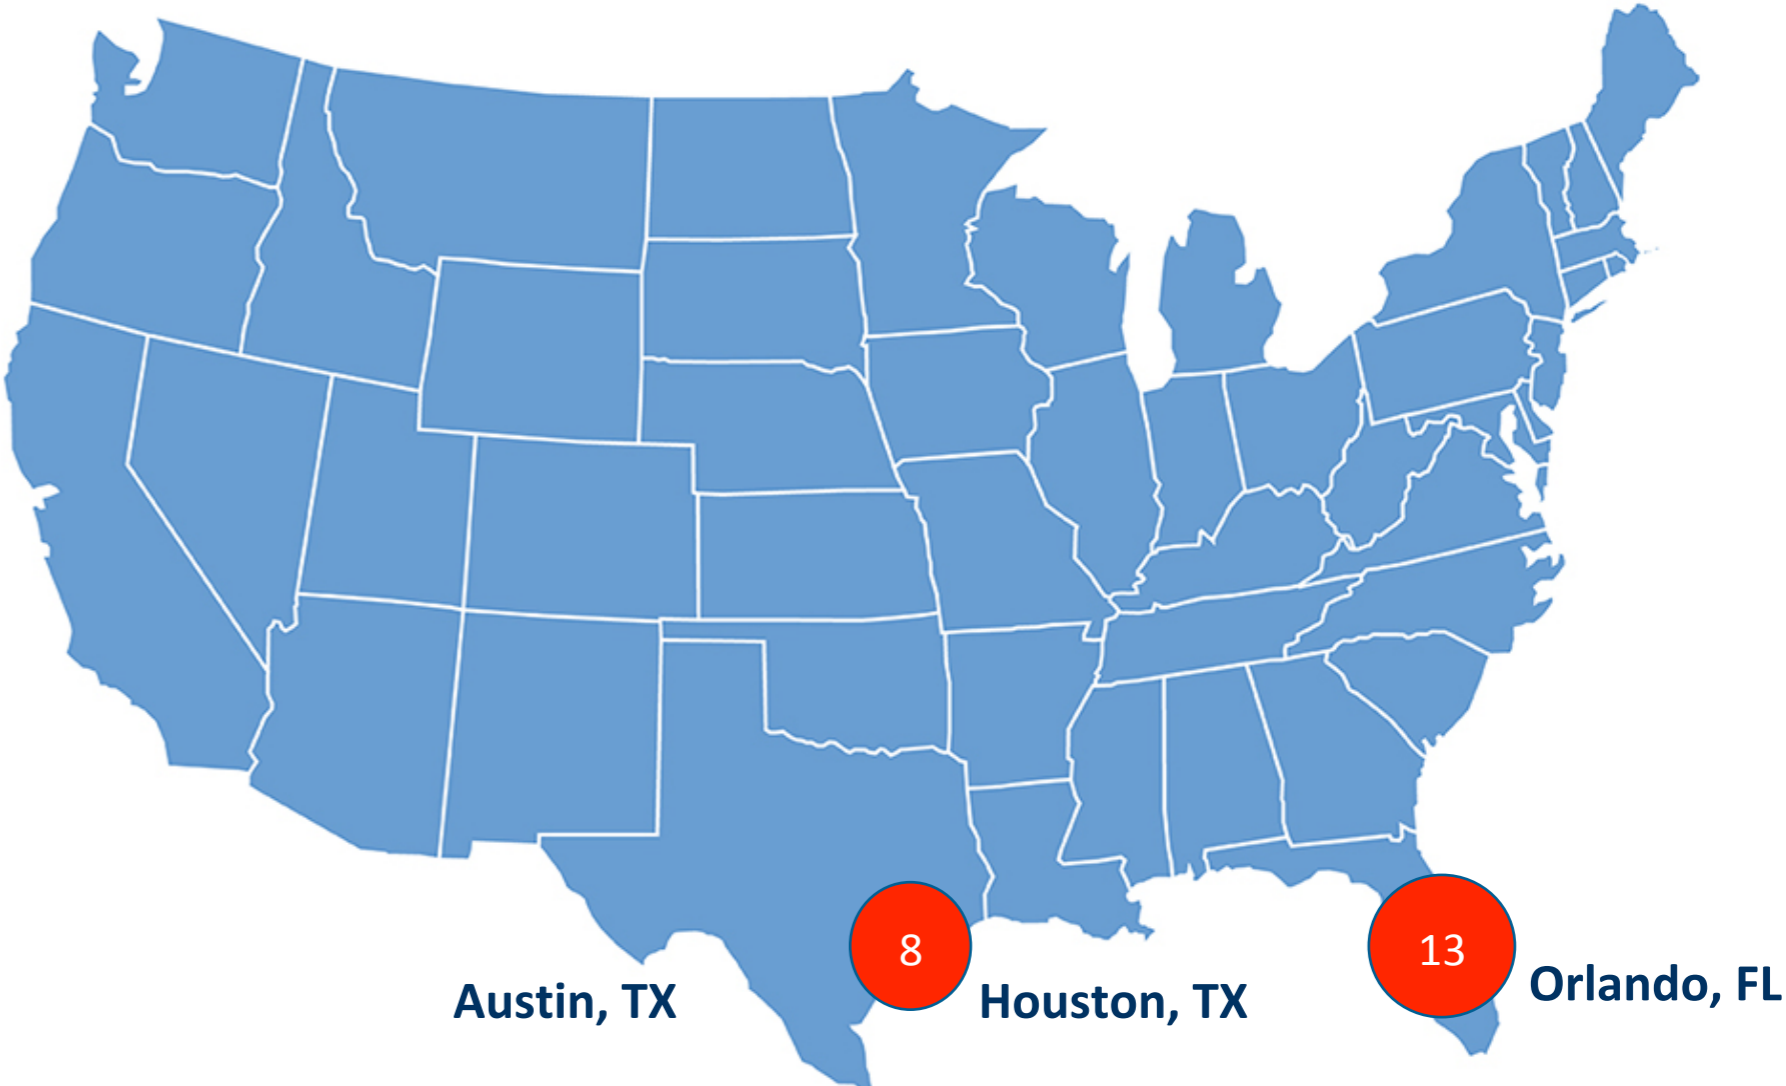 8
13
Orlando, FL
Austin, TX
Houston, TX